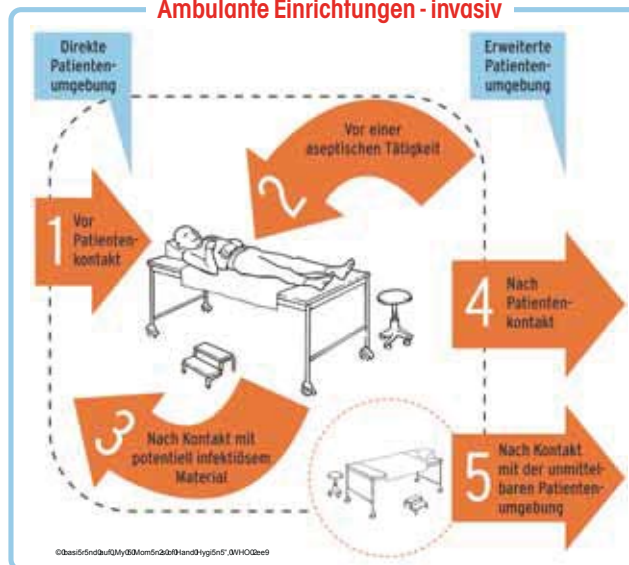 Ambulante Einrichtungen - invasiv
Direkte
Patienten-
umgebung
Erweiterte
Patienten-
umgebung
Vor einer
aseptischen Tätigkeit
2
1
Vor
Patienten-
kontakt
4
Nach
Patienten-
kontakt
3
Nach Kontakt mit
potentiell infektiösem
Material
5
Nach Kontakt
mit der unmittel-
baren Patienten-
umgebung